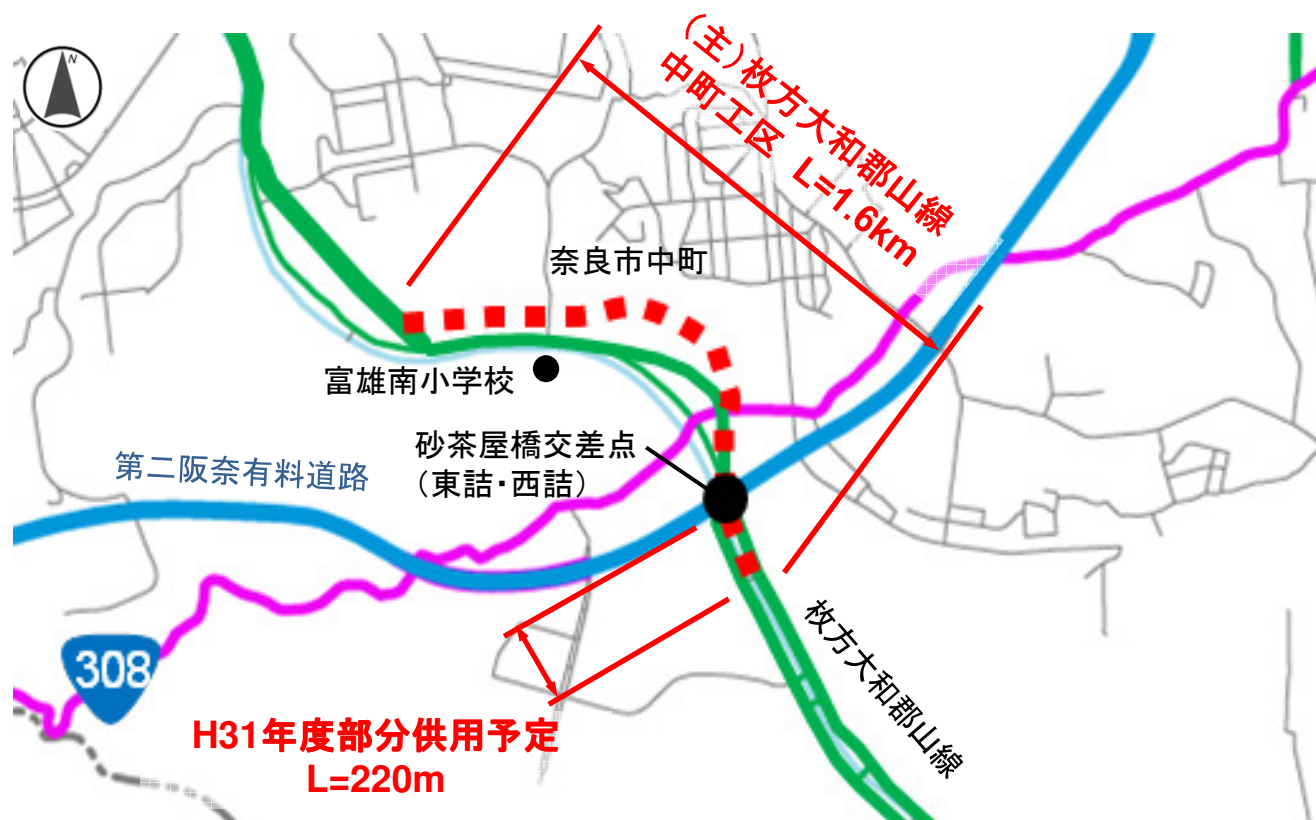 N
(主)枚方大和郡山線
中町工区 L=1.6km
奈良市中町
富雄南小学校
砂茶屋橋交差点
(東詰・西詰)
第二阪奈有料道路
308
枚方大和郡山線
H31年度部分供用予定
L=220m